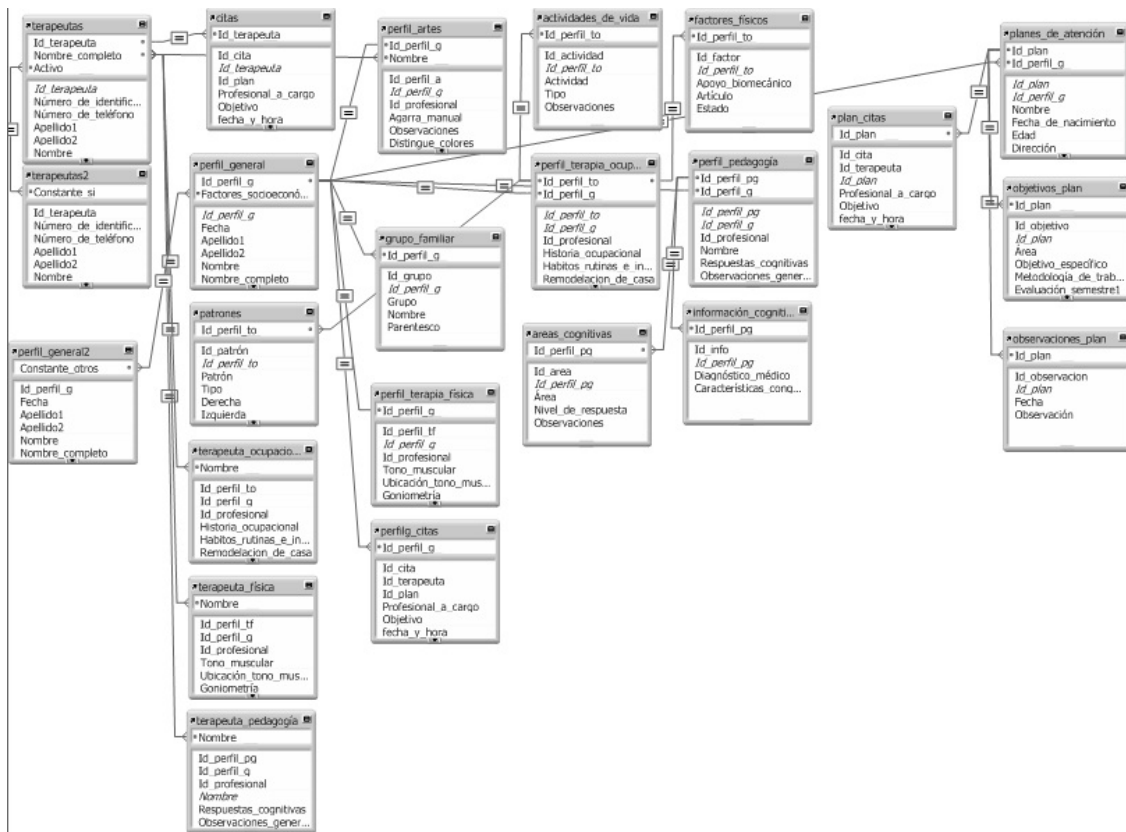 terapeutas
Id_terapeuta
Nombre_completo
Activo
Id_terapeuta
Número_de_identific...
Número_de_teléfono
Apellido1
Apellido2
Nombre
terapeutas2
Constante_si
Id_terapeuta
Número_de_identific...
Número_de_teléfono
Apellido1
Apellido2
Nombre
perfil_general2
Constante_otros
Id_perfil_g
Fecha
Apellido1
Apellido2
Nombre
Nombre_completo
citas
Id_terapeuta
Id_cita
Id_terapeuta
Id_plan
Profesional_a_cargo
Objetivo
fecha_y_hora
perfil_general
Id_perfil_g
Factores_socioeconó...
Id_perfil_g
Fecha
Apellido1
Apellido2
Nombre
Nombre_completo
patrones
Id_perfil_to
Id_patrón
Id_perfil_to
Patrón
Tipo
Derecha
Izquierda
terapeuta_ocupacio...
Nombre
Id_perfil_to
Id_perfil_g
Id_profesional
Historia_ocupacional
Habitos_rutinas_e_in...
Remodelacion_de_casa
terapeuta_física
Nombre
Id_perfil_tf
Id_perfil_g
Id_profesional
Tono_muscular
Ubicación_tono_mus...
Goniometría
terapeuta_pedagogía
Nombre
Id_perfil_pg
Id_perfil_g
Id_profesional
Nombre
Respuestas_cognitivas
Observaciones_gener...
perfil_artes
Id_perfil_g
Nombre
Id_perfil_a
Id_perfil_g
Id_profesional
Agarra_manual
Observaciones
Distingue_colores
grupo_familiar
Id_perfil_g
Id_grupo
Id_perfil_g
Grupo
Nombre
Parentesco
perfil_terapia_física
Id_perfil_g
Id_perfil_tf
Id_perfil_g
Id_profesional
Tono_muscular
Ubicación_tono_mus...
Goniometría
perfilg_citas
Id_perfil_g
Id_cita
Id_terapeuta
Id_plan
Profesional_a_cargo
Objetivo
fecha_y_hora
actividades_de_vida
Id_perfil_to
Id_actividad
Id_perfil_to
Actividad
Tipo
Observaciones
perfil_terapia_ocup...
Id_perfil_to
Id_perfil_g
Id_perfil_to
Id_perfil_g
Id_profesional
Historia_ocupacional
Habitos_rutinas_e_in...
Remodelacion_de_casa
areas_cognitivas
Id_perfil_pg
Id_area
Id_perfil_pg
Área
Nivel_de_respuesta
Observaciones
factores_físicos
Id_perfil_to
Id_factor
Id_perfil_to
Apoyo_biomecánico
Artículo
Estado
perfil_pedagogía
Id_perfil_pg
Id_perfil_g
Id_perfil_pg
Id_perfil_g
Id_profesional
Nombre
Respuestas_cognitivas
Observaciones_gener...
información_cogniti...
Id_perfil_pg
Id_info
Id_perfil_pg
Diagnóstico_médico
Características_cong...
plan_citas
Id_plan
Id_cita
Id_terapeuta
Id_plan
Profesional_a_cargo
Objetivo
fecha_y_hora
planes_de_atención
Id_plan
Id_perfil_g
Id_plan
Id_perfil_g
Nombre
Fecha_de_nacimiento
Edad
Dirección
objetivos_plan
Id_plan
Id_objetivo
Id_plan
Área
Objetivo_específico
Metodología_de_trab...
Evaluación_semestre1
observaciones_plan
Id_plan
Id_observacion
Id_plan
Fecha
Observación